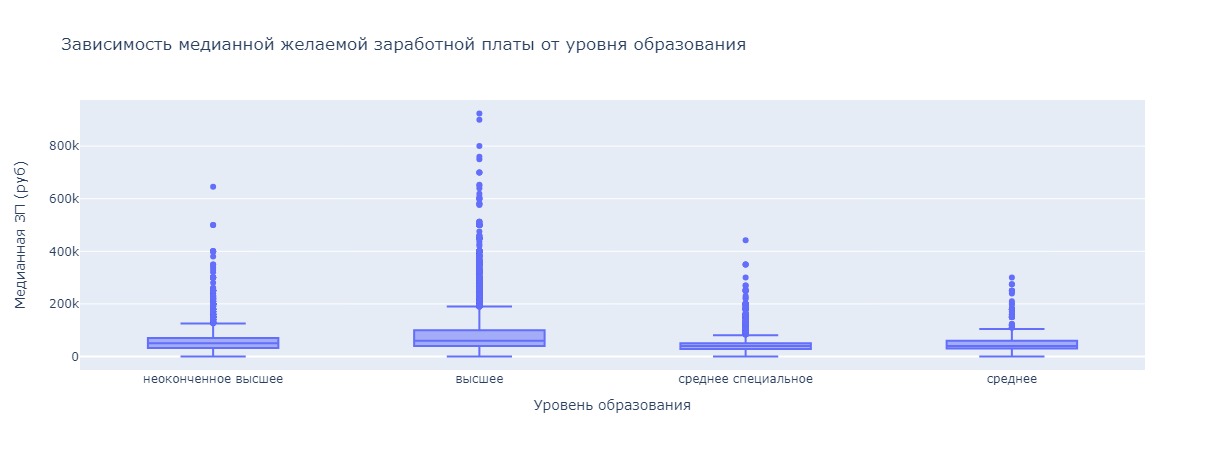 Зависимость медианной желаемой заработной платы от уровня образования
Медианная ЗП (руб)
800k
600k
400k
200k
0
неоконченное высшее
высшее
среднее специальное
среднее
Уровень образования